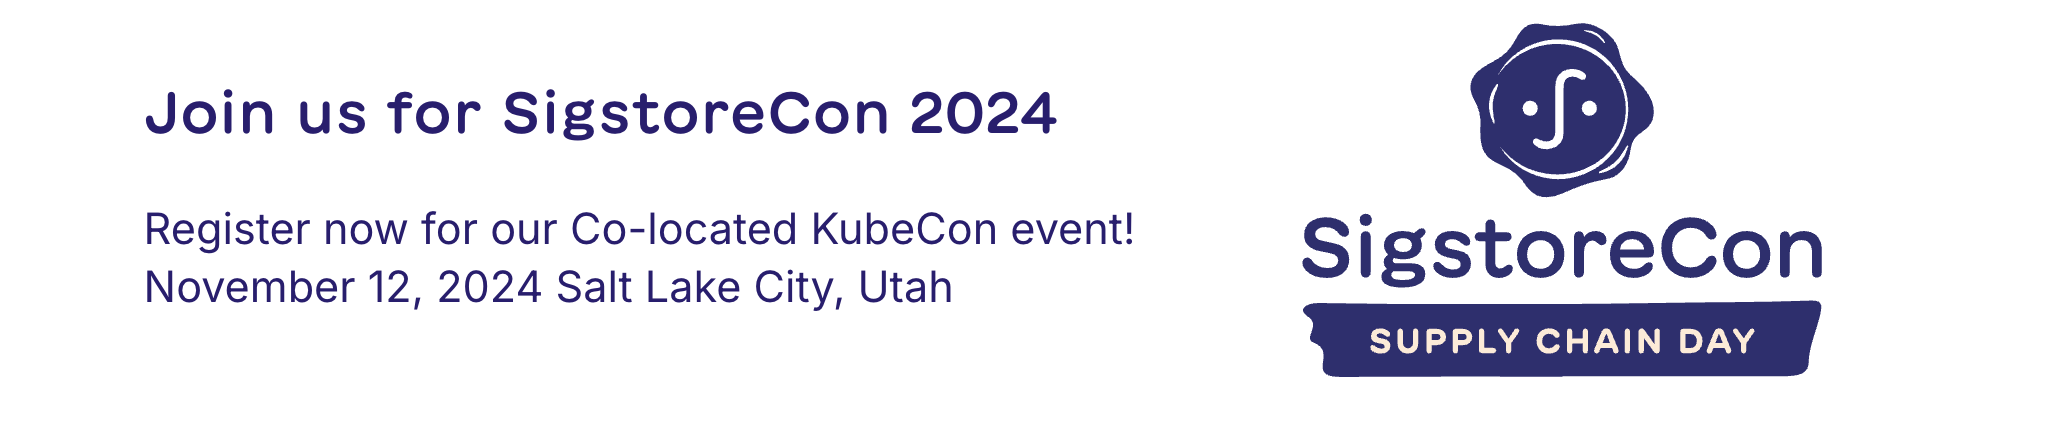 Join us for SigstoreCon 2024
Register now for our Co-located KubeCon event!
November 12, 2024 Salt Lake City, Utah
SigstoreCon
SUPPLY CHAIN DAY